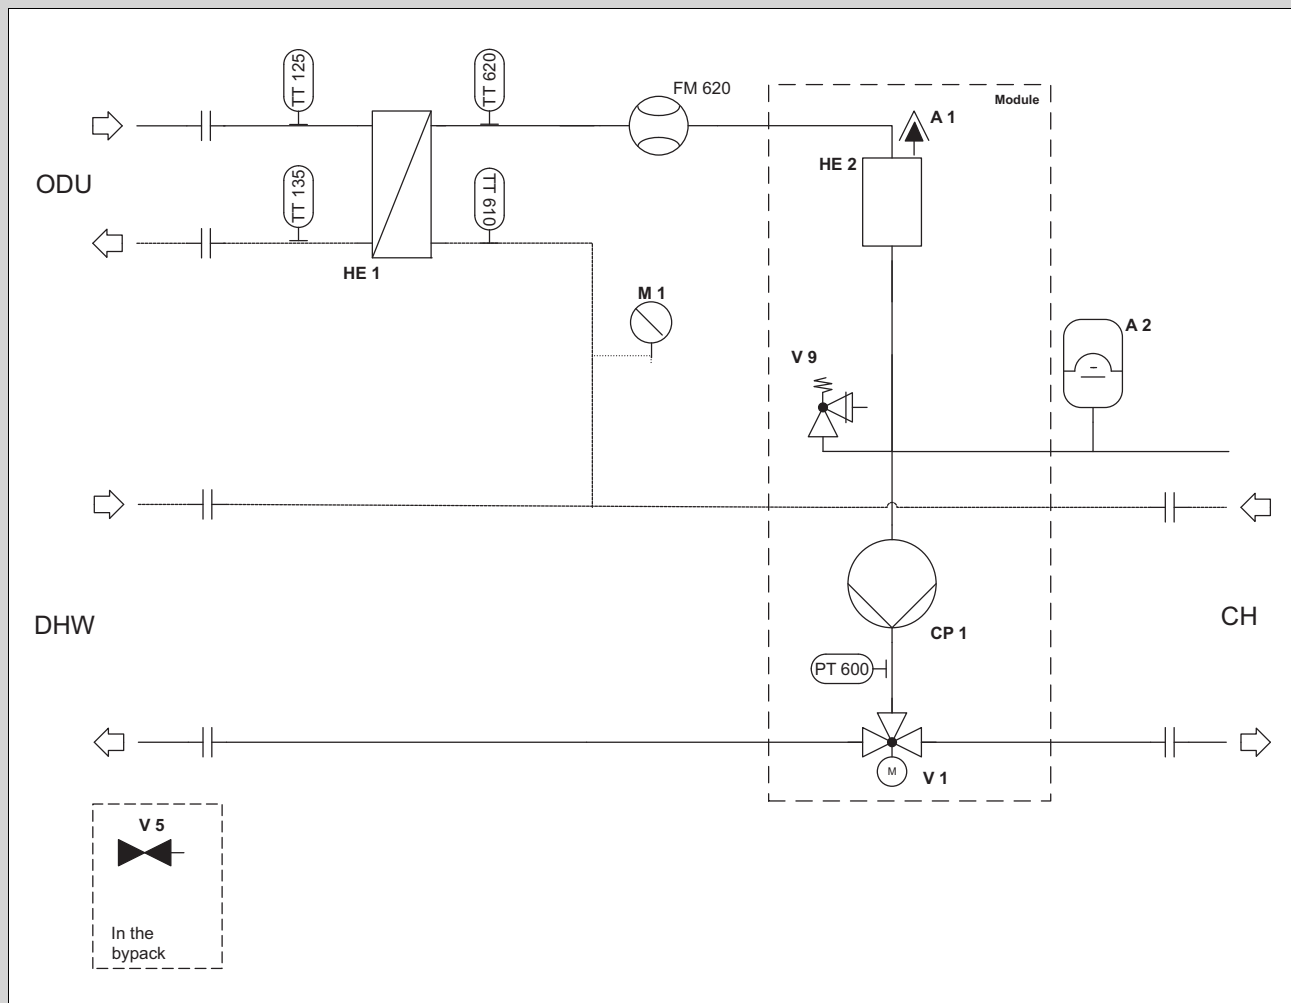 TT 125
TT 620
FM 620
Module
A 1
HE 2
ODU
TT 135
TT 610
HE 1
M 1
A 2
V 9
DHW
CH
CP 1
PT 600
M
V 1
V 5
In the
bypack